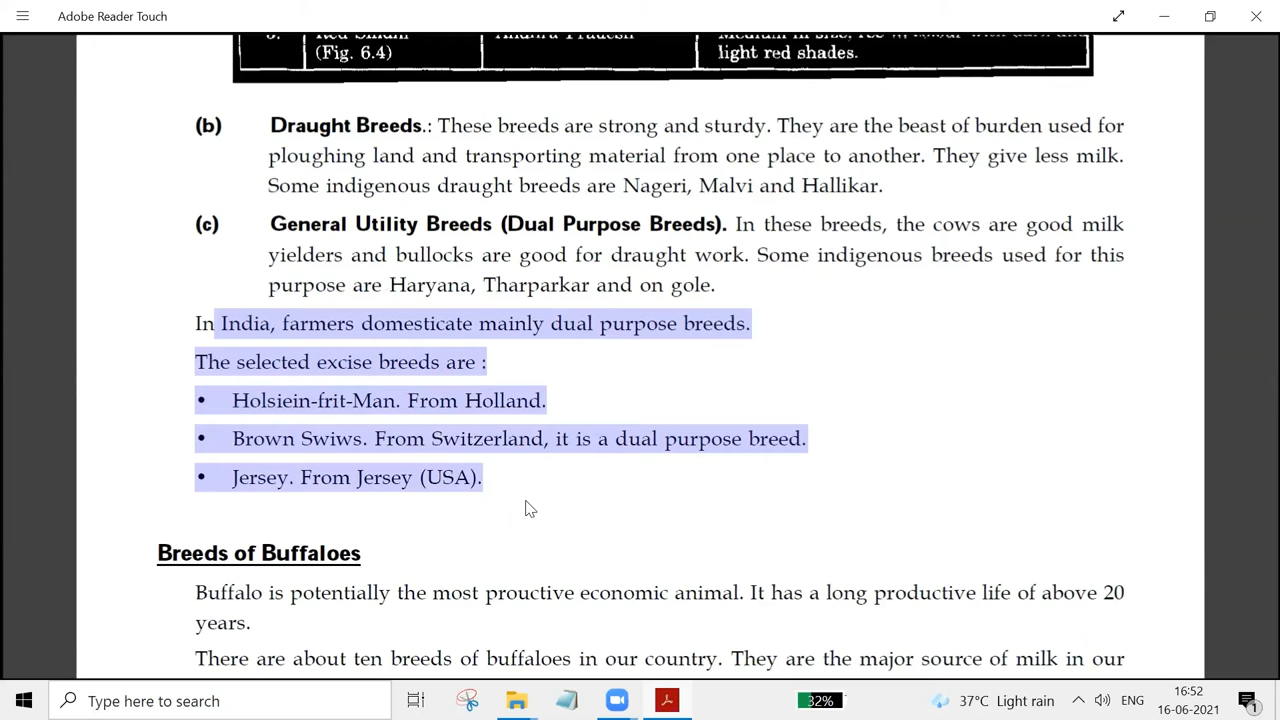 Adobe Reader Touch
(Fig. 6.4)
light red shades.
(b) Draught Breeds.: These breeds are strong and sturdy. They are the beast of burden used for
ploughing land and transporting material from one place to another. They give less milk.
Some indigenous draught breeds are Nageri, Malvi and Hallikar.
(c) General Utility Breeds (Dual Purpose Breeds). In these breeds, the cows are good milk
yielders and bullocks are good for draught work. Some indigenous breeds used for this
purpose are Haryana, Tharparkar and on gole.
In India, farmers domesticate mainly dual purpose breeds.
The selected excise breeds are :
• Holsiein-frit-Man. From Holland.
• Brown Swiws. From Switzerland, it is a dual purpose breed.
• Jersey. From Jersey (USA).
Breeds of Buffaloes
Buffalo is potentially the most prouctive economic animal. It has a long productive life of above 20
years.
There are about ten breeds of buffaloes in our country. They are the major source of milk in our
Type here to search
32%
37°C Light rain
ENG
16:52
16-06-2021
1